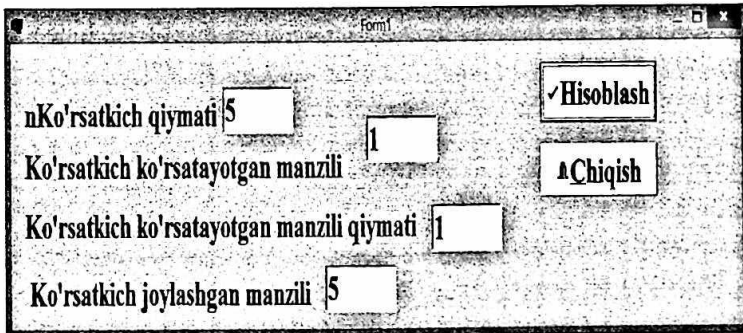 Form1
nKo'rsatkich qiymati 5
Hisoblash
Ko'rsatkich ko'rsatayotgan manzili 1
Chiqish
Ko'rsatkich ko'rsatayotgan manzili qiymati 1
Ko'rsatkich joylashgan manzili 5